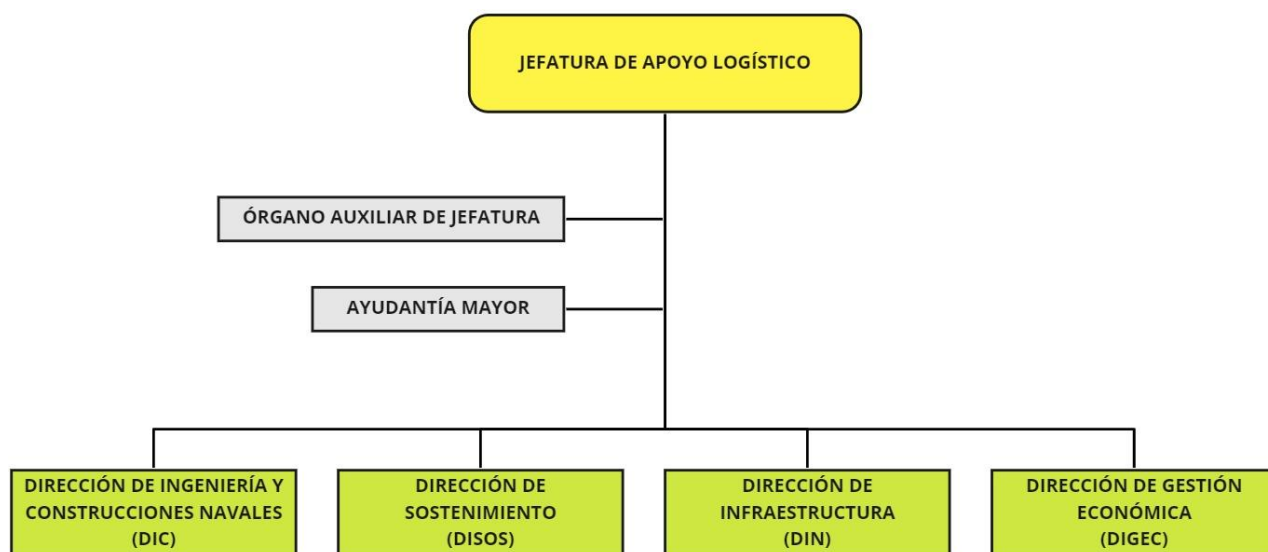 JEFATURA DE APOYO LOGÍSTICO
ÓRGANO AUXILIAR DE JEFATURA
AYUDANTÍA MAYOR
DIRECCIÓN DE INGENIERÍA Y
CONSTRUCCIONES NAVALES
(DIC)
DIRECCIÓN DE
SOSTENIMIENTO
(DISOS)
DIRECCIÓN DE
INFRAESTRUCTURA
(DIN)
DIRECCIÓN DE GESTIÓN
ECONÓMICA
(DIGEC)